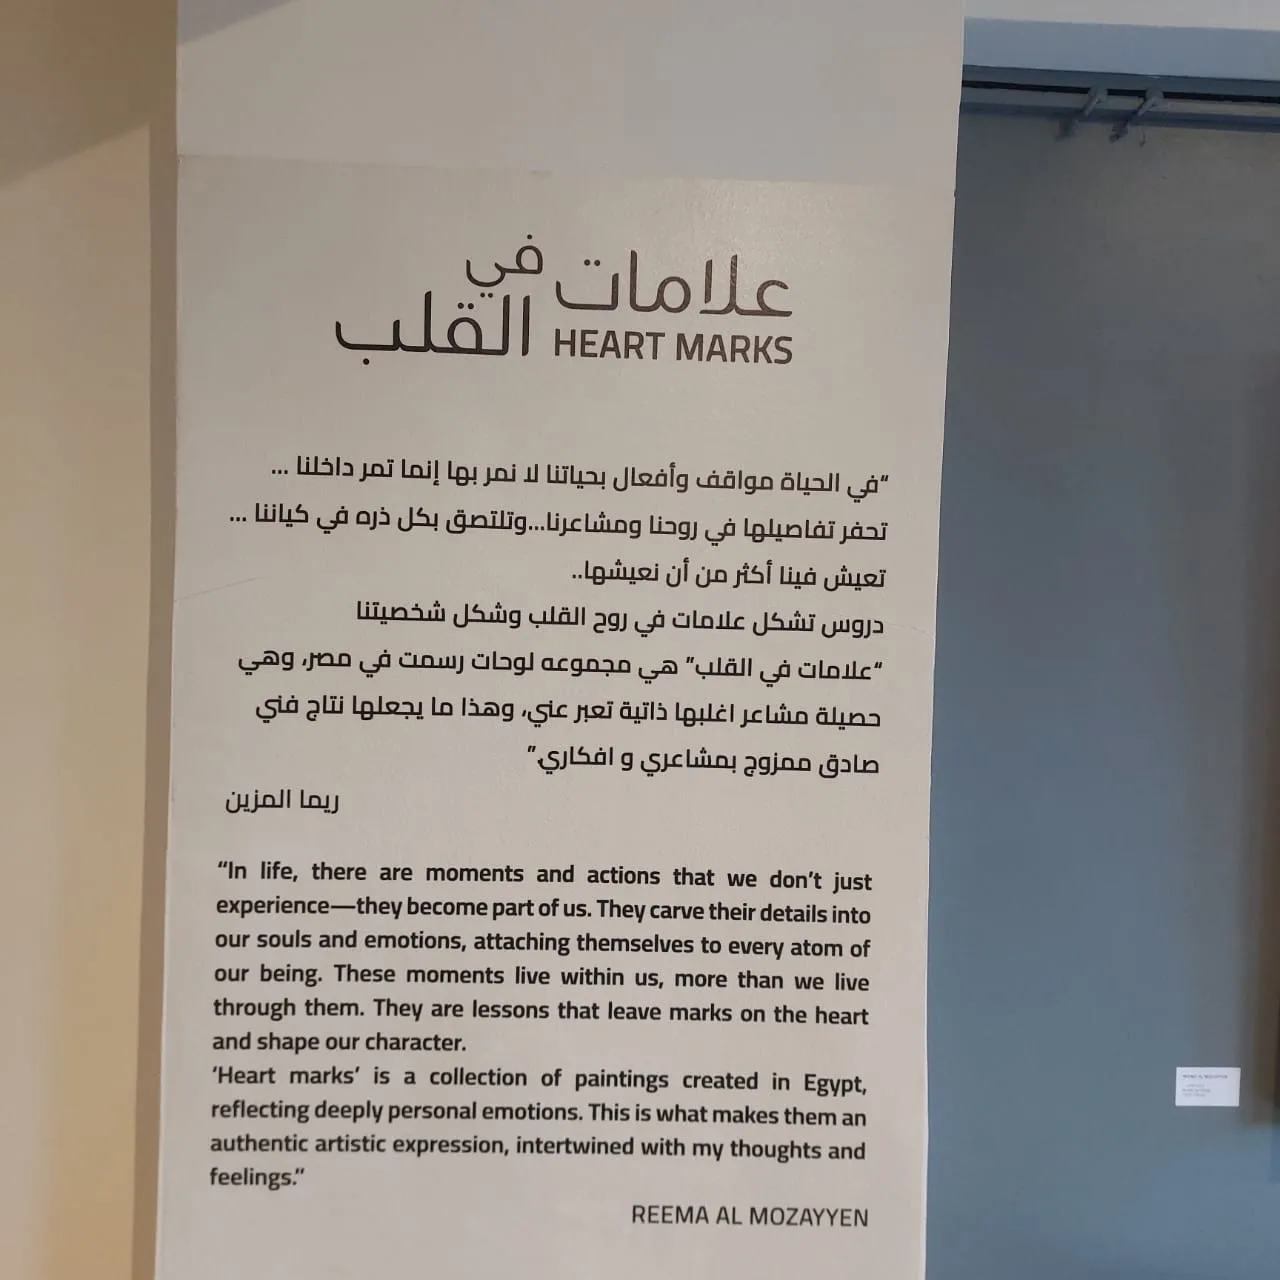 علامات في
القلب
HEART MARKS
“في الحياة مواقف وأفعال بحياتنا لا نمر بها إنما تمر داخلنا ...
تحفر تفاصيلها في روحنا ومشاعرنا...وتلتصق بكل ذره في كياننا ...
تعيش فينا أكثر من أن نعيشها..
دروس تشكل علامات في روح القلب وشكل شخصيتنا
“علامات في القلب” هي مجموعه لوحات رسمت في مصر، وهي
حصيلة مشاعر اغلبها ذاتية تعبر عني، وهذا ما يجعلها نتاج فني
صادق ممزوج بمشاعري و افكاري”
ريما المزين
“In life, there are moments and actions that we don’t just
experience—they become part of us. They carve their details into
our souls and emotions, attaching themselves to every atom of
our being. These moments live within us, more than we live
through them. They are lessons that leave marks on the heart
and shape our character.
‘Heart marks’ is a collection of paintings created in Egypt,
reflecting deeply personal emotions. This is what makes them an
authentic artistic expression, intertwined with my thoughts and
feelings.”
REEMA AL MOZAYYEN